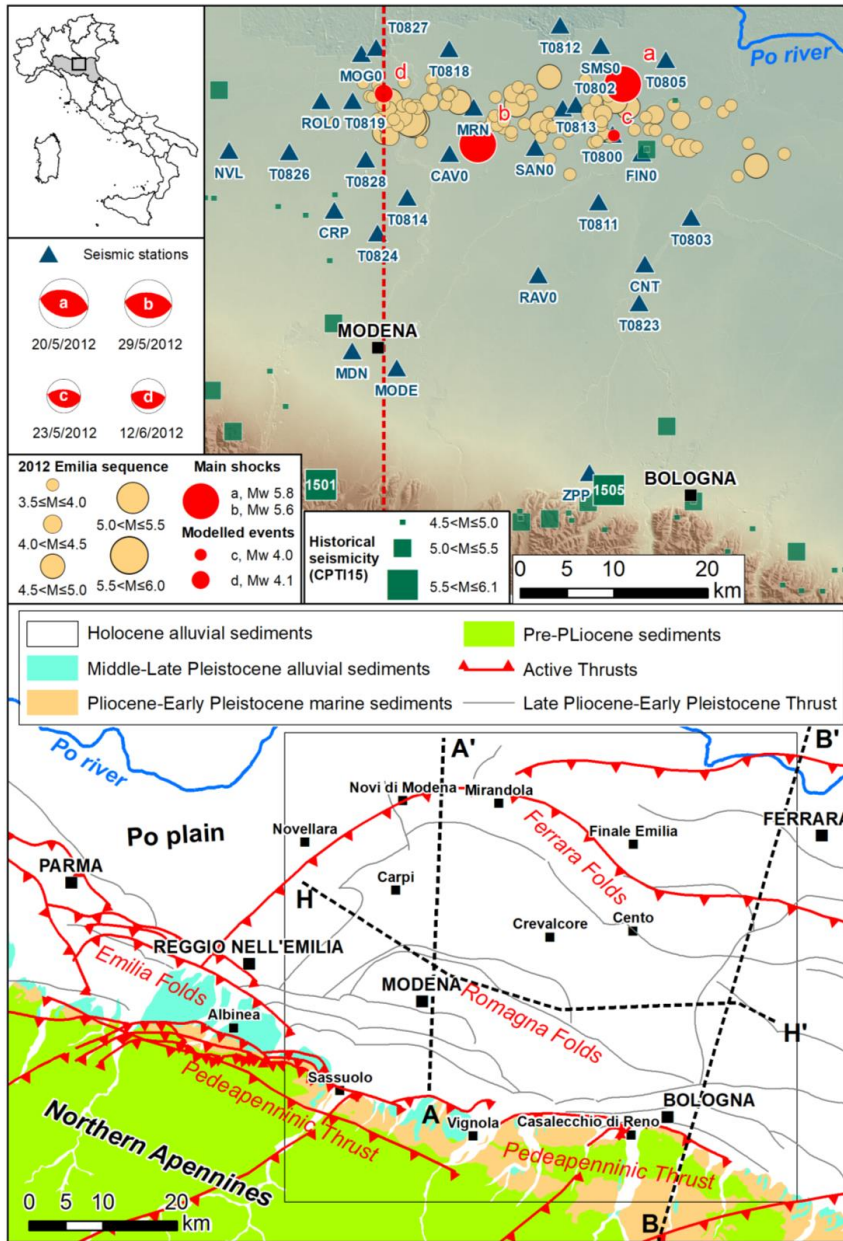 T0827
T0812
Po river
MOG0
d
T0818
SMS0
a
T0802
T0805
ROL0
T0819
MRN
b
T0813
c
NVL
T0826
T0828
CAV0
SAN0
T0800
FIN0
T0814
CRP
T0824
T0811
T0803
RAV0
CNT
T0823
MODENA
MDN
MODE
1501
ZPP
1505
BOLOGNA
0 10 20
km
Seismic stations
a b
20/5/2012 29/5/2012
c d
23/5/2012 12/6/2012
2012 Emilia sequence
3.5≤M≤4.0
4.0<M≤4.5
4.5<M≤5.0
5.0<M≤5.5
5.5<M≤6.0
Main shocks
a, Mw 5.8
b, Mw 5.6
Modelled events
c, Mw 4.0
d, Mw 4.1
Historical
seismicity
(CPTI15)
4.5<M≤5.0
5.0<M≤5.5
5.5<M≤6.1
Holocene alluvial sediments
Middle-Late Pleistocene alluvial sediments
Pliocene-Early Pleistocene marine sediments
Pre-PLiocene sediments
Active Thrusts
Late Pliocene-Early Pleistocene Thrust
Po river
A'
B'
Novi di Modena
Mirandola
Po plain
Novellara
Ferrara Folds
Finale Emilia
FERRARA
PARMA
Carpi
H
Crevalcore
Cento
REGGIO NELL'EMILIA
Emilia Folds
MODENA
Romagna Folds
H'
Albinea
Pedeapenninic Thrust
Sassuolo
A
Vignola
Casalecchio di Reno
BOLOGNA
Pedeapenninic Thrust
Northern Apennines
B
0 5 10 20
km